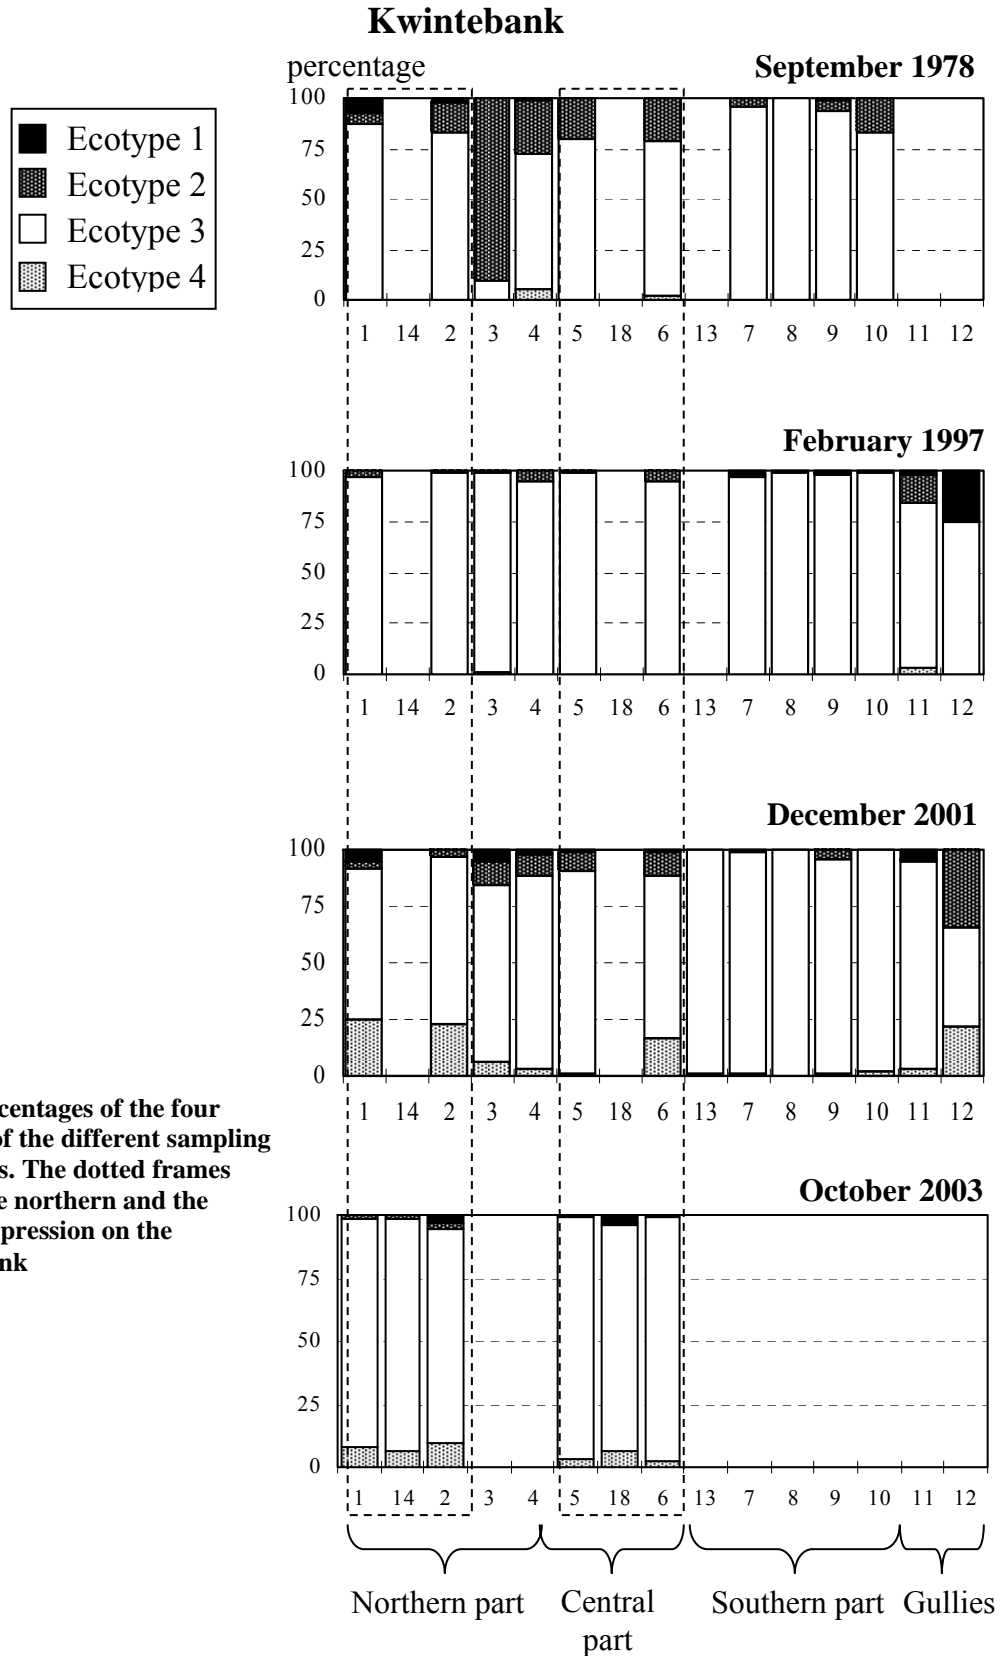 Kwintebank
percentage
September 1978
Ecotype 1
Ecotype 2
Ecotype 3
Ecotype 4
100
75
50
25
0
1 14 2 3 4 5 18 6 13 7 8 9 10 11 12
February 1997
100
75
50
25
0
1 14 2 3 4 5 18 6 13 7 8 9 10 11 12
December 2001
100
75
50
25
0
1 14 2 3 4 5 18 6 13 7 8 9 10 11 12
centages of the four
of the different sampling
s. The dotted frames
e northern and the
pression on the
nk
October 2003
100
75
50
25
0
1 14 2 3 4 5 18 6 13 7 8 9 10 11 12
Northern part Central part Southern part Gullies